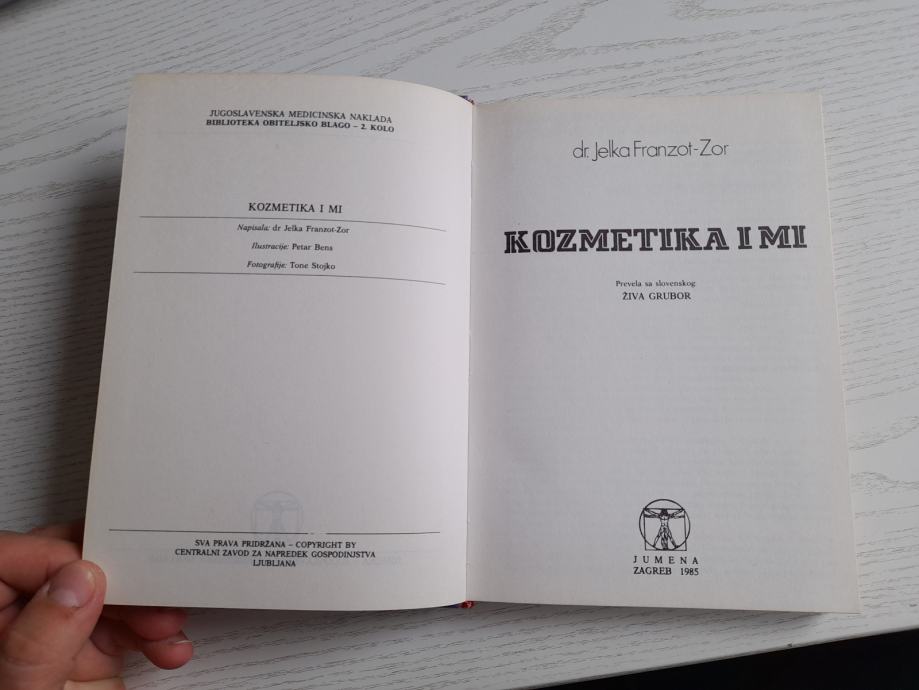 JUGOSLAVENSKA MEDICINSKA NAKLADA
BIBLIOTEKA OBITELJSKO BLAGO – 2. KOLO
KOZMETIKA I MI
Napisala: dr Jelka Franzot-Zor
Ilustracije: Petar Bens
Fotografije: Tone Stojko
SVA PRAVA PRIDRŽANA – COPYRIGHT BY
CENTRALNI ZAVOD ZA NAPREDEK GOSPODINJSTVA
LJUBLJANA
dr. Jelka Franzot-Zor
KOZMETIKA I MI
Prevela sa slovenskog
ŽIVA GRUBOR
JUMENA
ZAGREB 1985